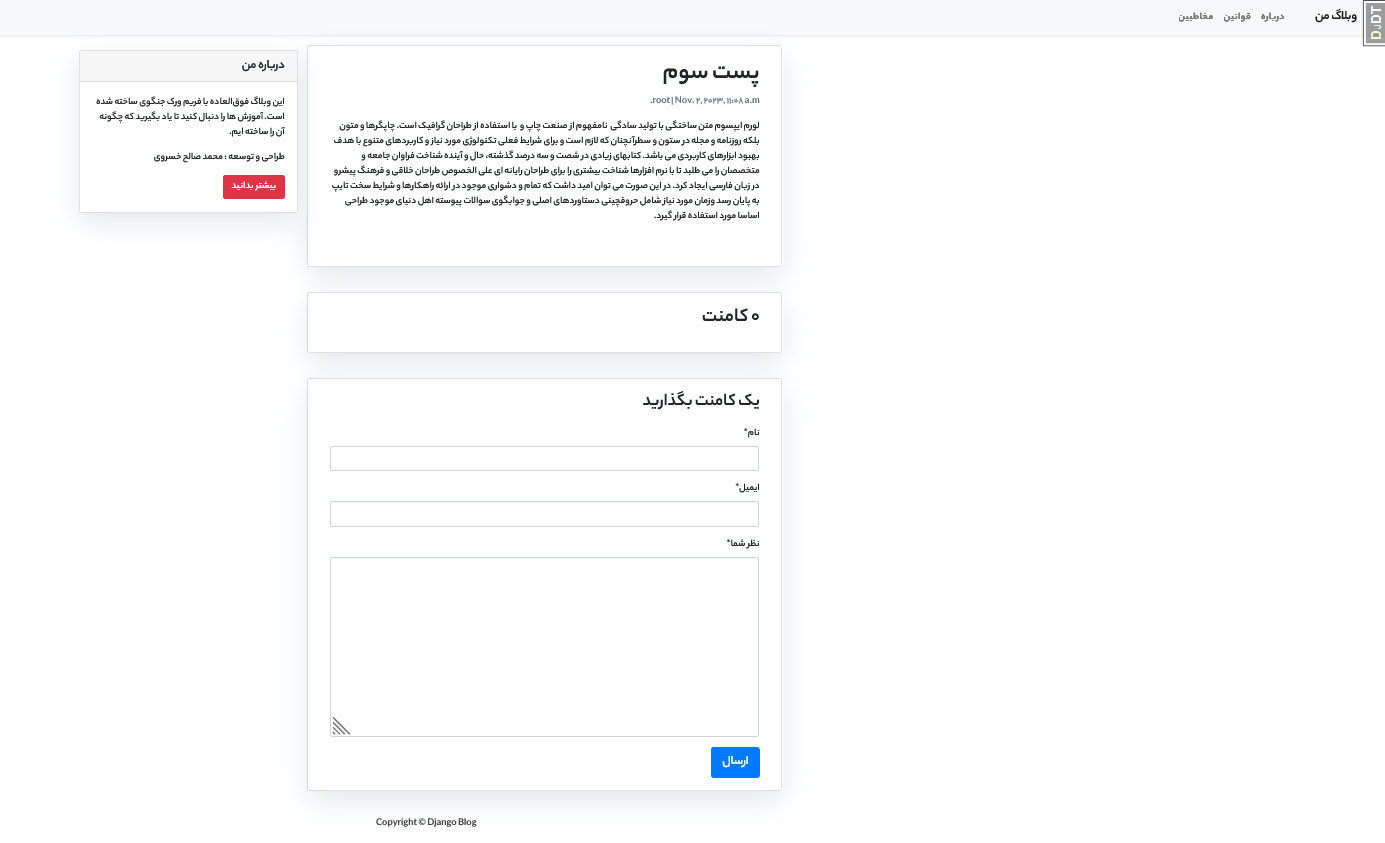 DjDT
وبلاگ من
درباره قوانین مخاطبین
پست سوم
root | Nov. 2, 2023, 11:08 a.m.
لورم ایپسوم متن ساختگی با تولید سادگی نامفهوم از صنعت چاپ و با استفاده از طراحان گرافیک است. چاپگرها و متون
بلکه روزنامه و مجله در ستون و سطرآنچنان که لازم است و برای شرایط فعلی تکنولوژی مورد نیاز و کاربردهای متنوع با هدف
بهبود ابزارهای کاربردی می باشد. کتابهای زیادی در شصت و سه درصد گذشته، حال و آینده شناخت فراوان جامعه و
متخصصان را می طلبد تا با نرم افزارها شناخت بیشتری را برای طراحان رایانه ای علی الخصوص طراحان خلاقی و فرهنگ پیشرو
در زبان فارسی ایجاد کرد. در این صورت می توان امید داشت که تمام و دشواری موجود در ارائه راهکارها و شرایط سخت تایپ
به پایان رسد وزمان مورد نیاز شامل حروفچینی دستاوردهای اصلی و جوابگوی سوالات پیوسته اهل دنیای موجود طراحی
اساسا مورد استفاده قرار گیرد.
۰ کامنت
یک کامنت بگذارید
نام*
ایمیل*
نظر شما*
ارسال
درباره من
این وبلاگ فوق‌العاده با فریم ورک جنگوی ساخته شده
است. آموزش ها را دنبال کنید تا یاد بگیرید که چگونه
آن را ساخته ایم.
طراحی و توسعه : محمد صالح خسروی
بیشتر بدانید
Copyright © Django Blog